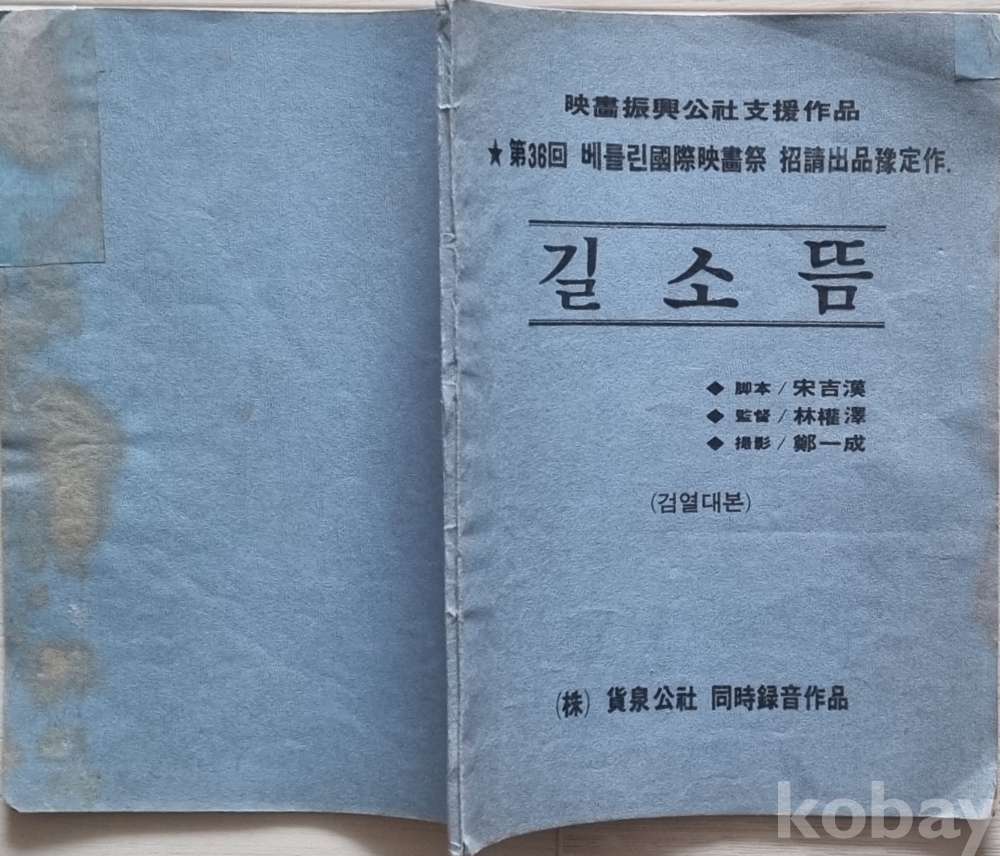 映畵振興公社支援作品
★ 第36回 베를린國際映畵祭 招請出品豫定作.
길소뜸
◆ 脚本 / 宋吉漢
◆ 監督 / 林權澤
◆ 撮影 / 鄭一成
(검열대본)
(株) 貨泉公社 同時録音作品
kobay